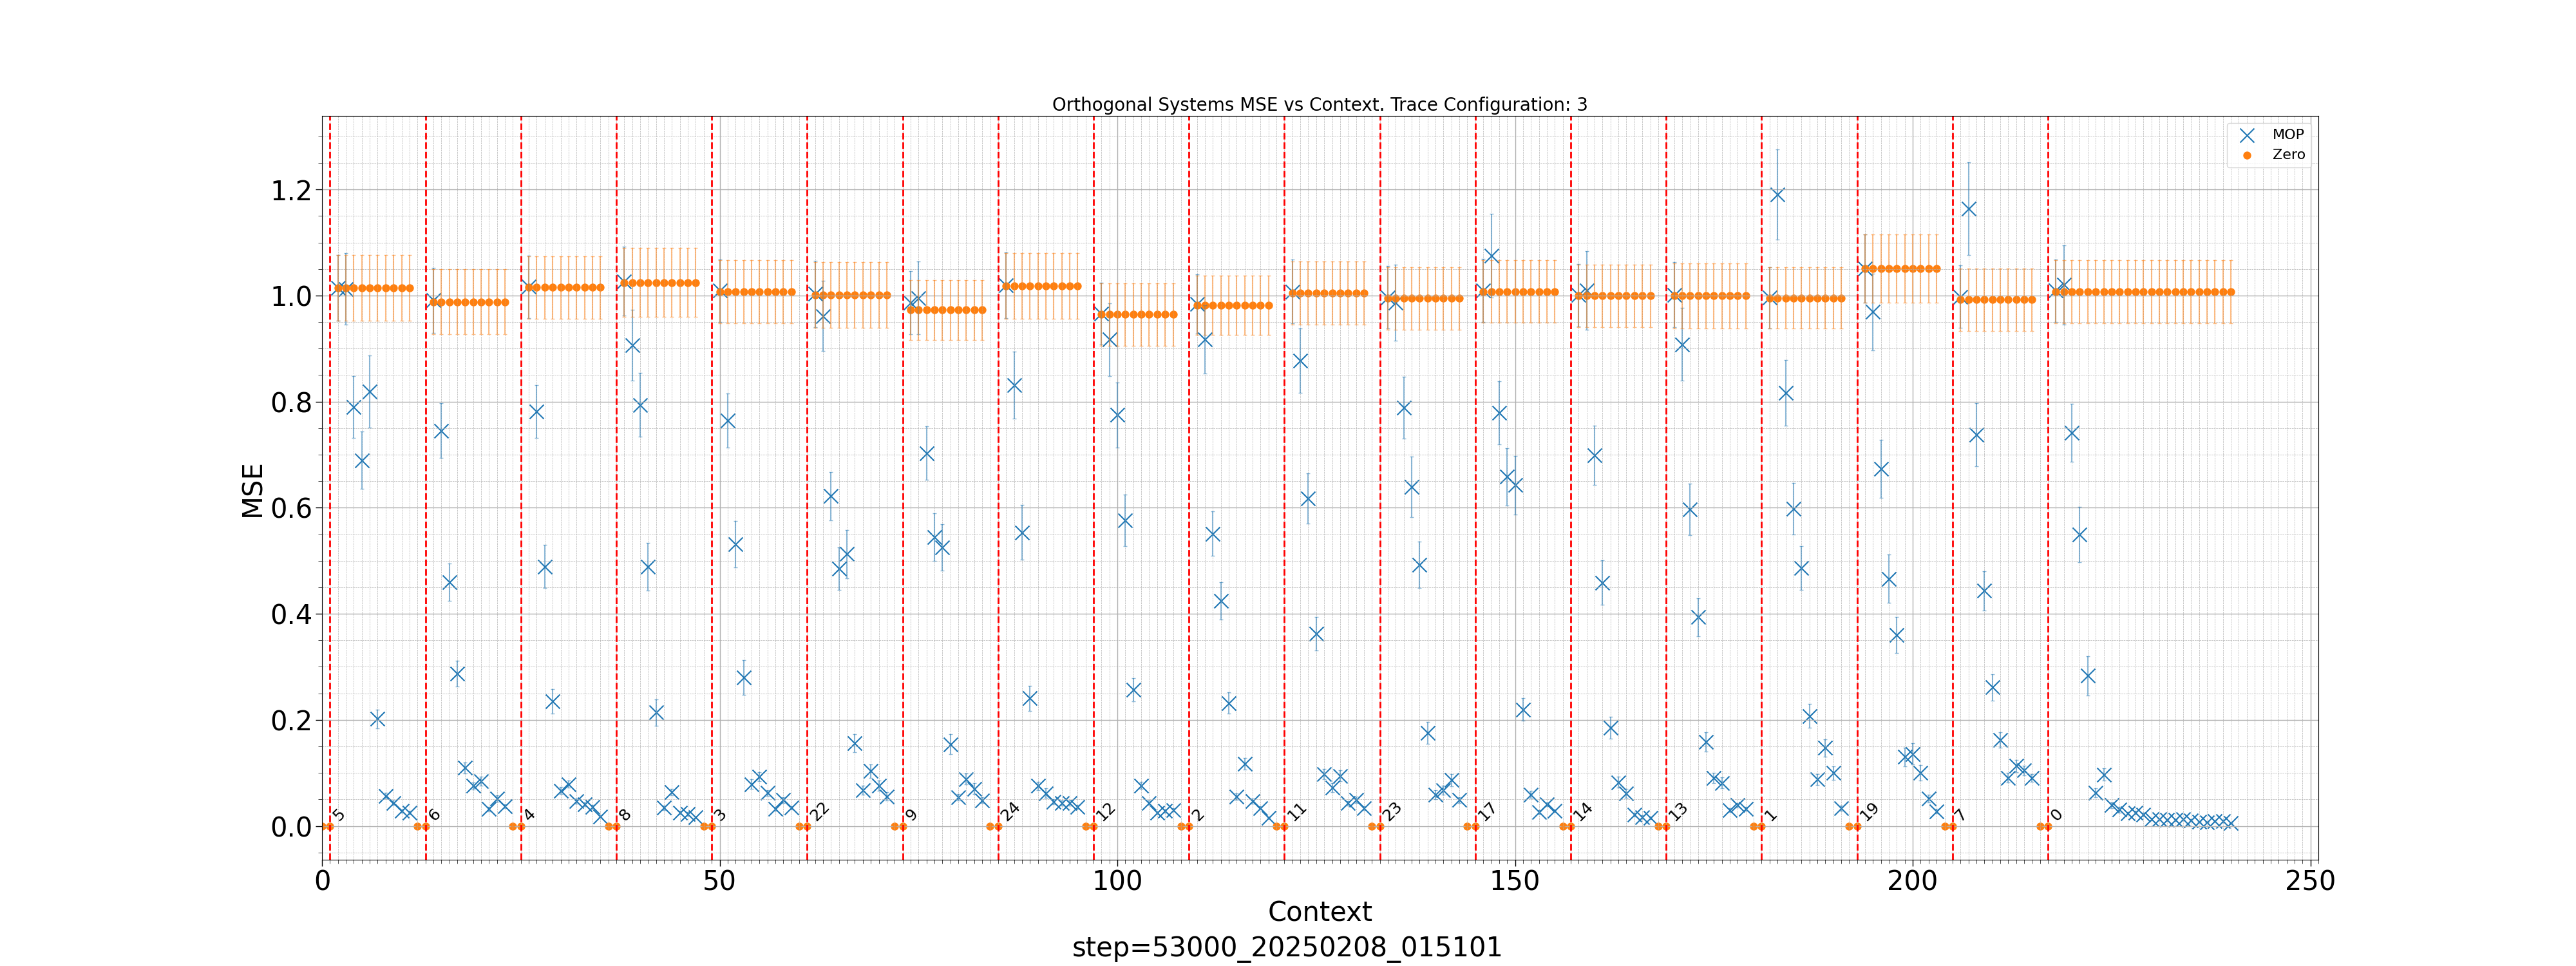 Orthogonal Systems MSE vs Context. Trace Configuration: 3
MOP
Zero
MSE
1.2
1.0
0.8
0.6
0.4
0.2
0.0
5 6 4 8 3 22 9 24 12 2 11 23 17 14 13 1 19 7 0
0 50 100 150 200 250
Context
step=53000_20250208_015101